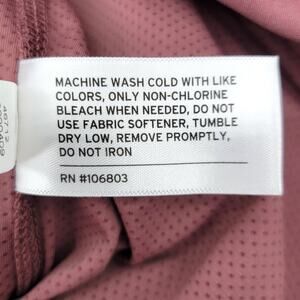 MACHINE WASH COLD WITH LIKE
COLORS, ONLY NON-CHLORINE
BLEACH WHEN NEEDED, DO NOT
USE FABRIC SOFTENER, TUMBLE
DRY LOW, REMOVE PROMPTLY,
DO NOT IRON
RN #106803